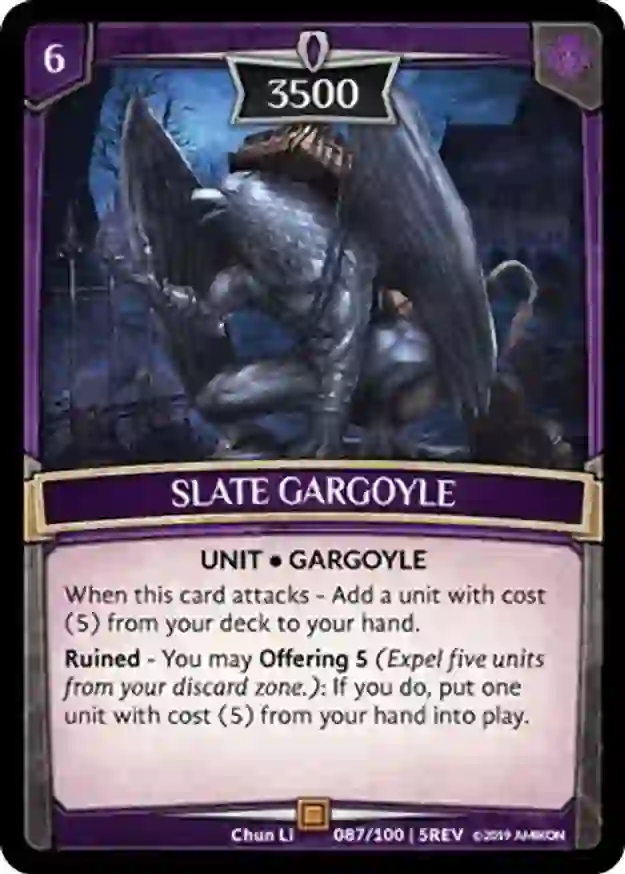 6
3500
SLATE GARGOYLE
UNIT • GARGOYLE
When this card attacks - Add a unit with cost
(5) from your deck to your hand.
Ruined - You may Offering 5 (Expel five units
from your discard zone.): If you do, put one
unit with cost (5) from your hand into play.
Chun Li 087/100 | 5REV ©2019 AMIKON